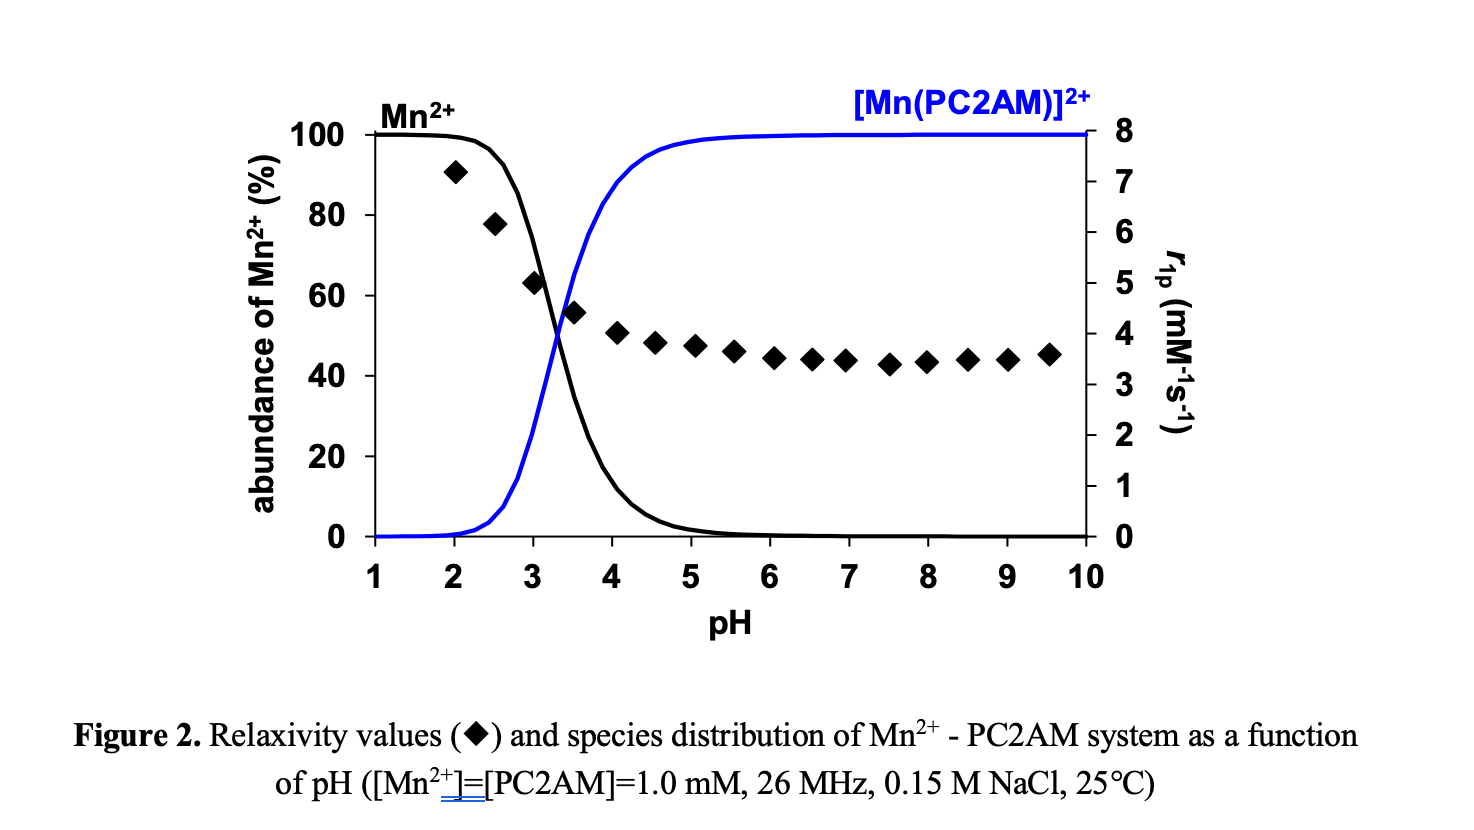 Mn²⁺
[Mn(PC2AM)]²⁺
100
80
60
40
20
0
abundance of Mn²⁺ (%)
8
7
6
5
4
3
2
1
0
r₁ₚ (mM⁻¹s⁻¹)
1 2 3 4 5 6 7 8 9 10
pH
Figure 2. Relaxivity values (◆) and species distribution of Mn²⁺ - PC2AM system as a function
of pH ([Mn²⁺]=[PC2AM]=1.0 mM, 26 MHz, 0.15 M NaCl, 25°C)